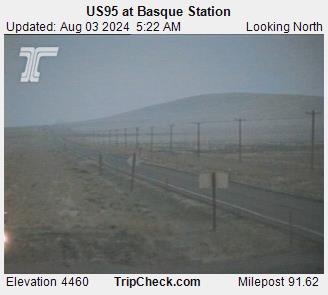 US95 at Basque Station
Updated: Aug 03 2024 5:22 AM Looking North
Elevation 4460 TripCheck.com Milepost 91.62